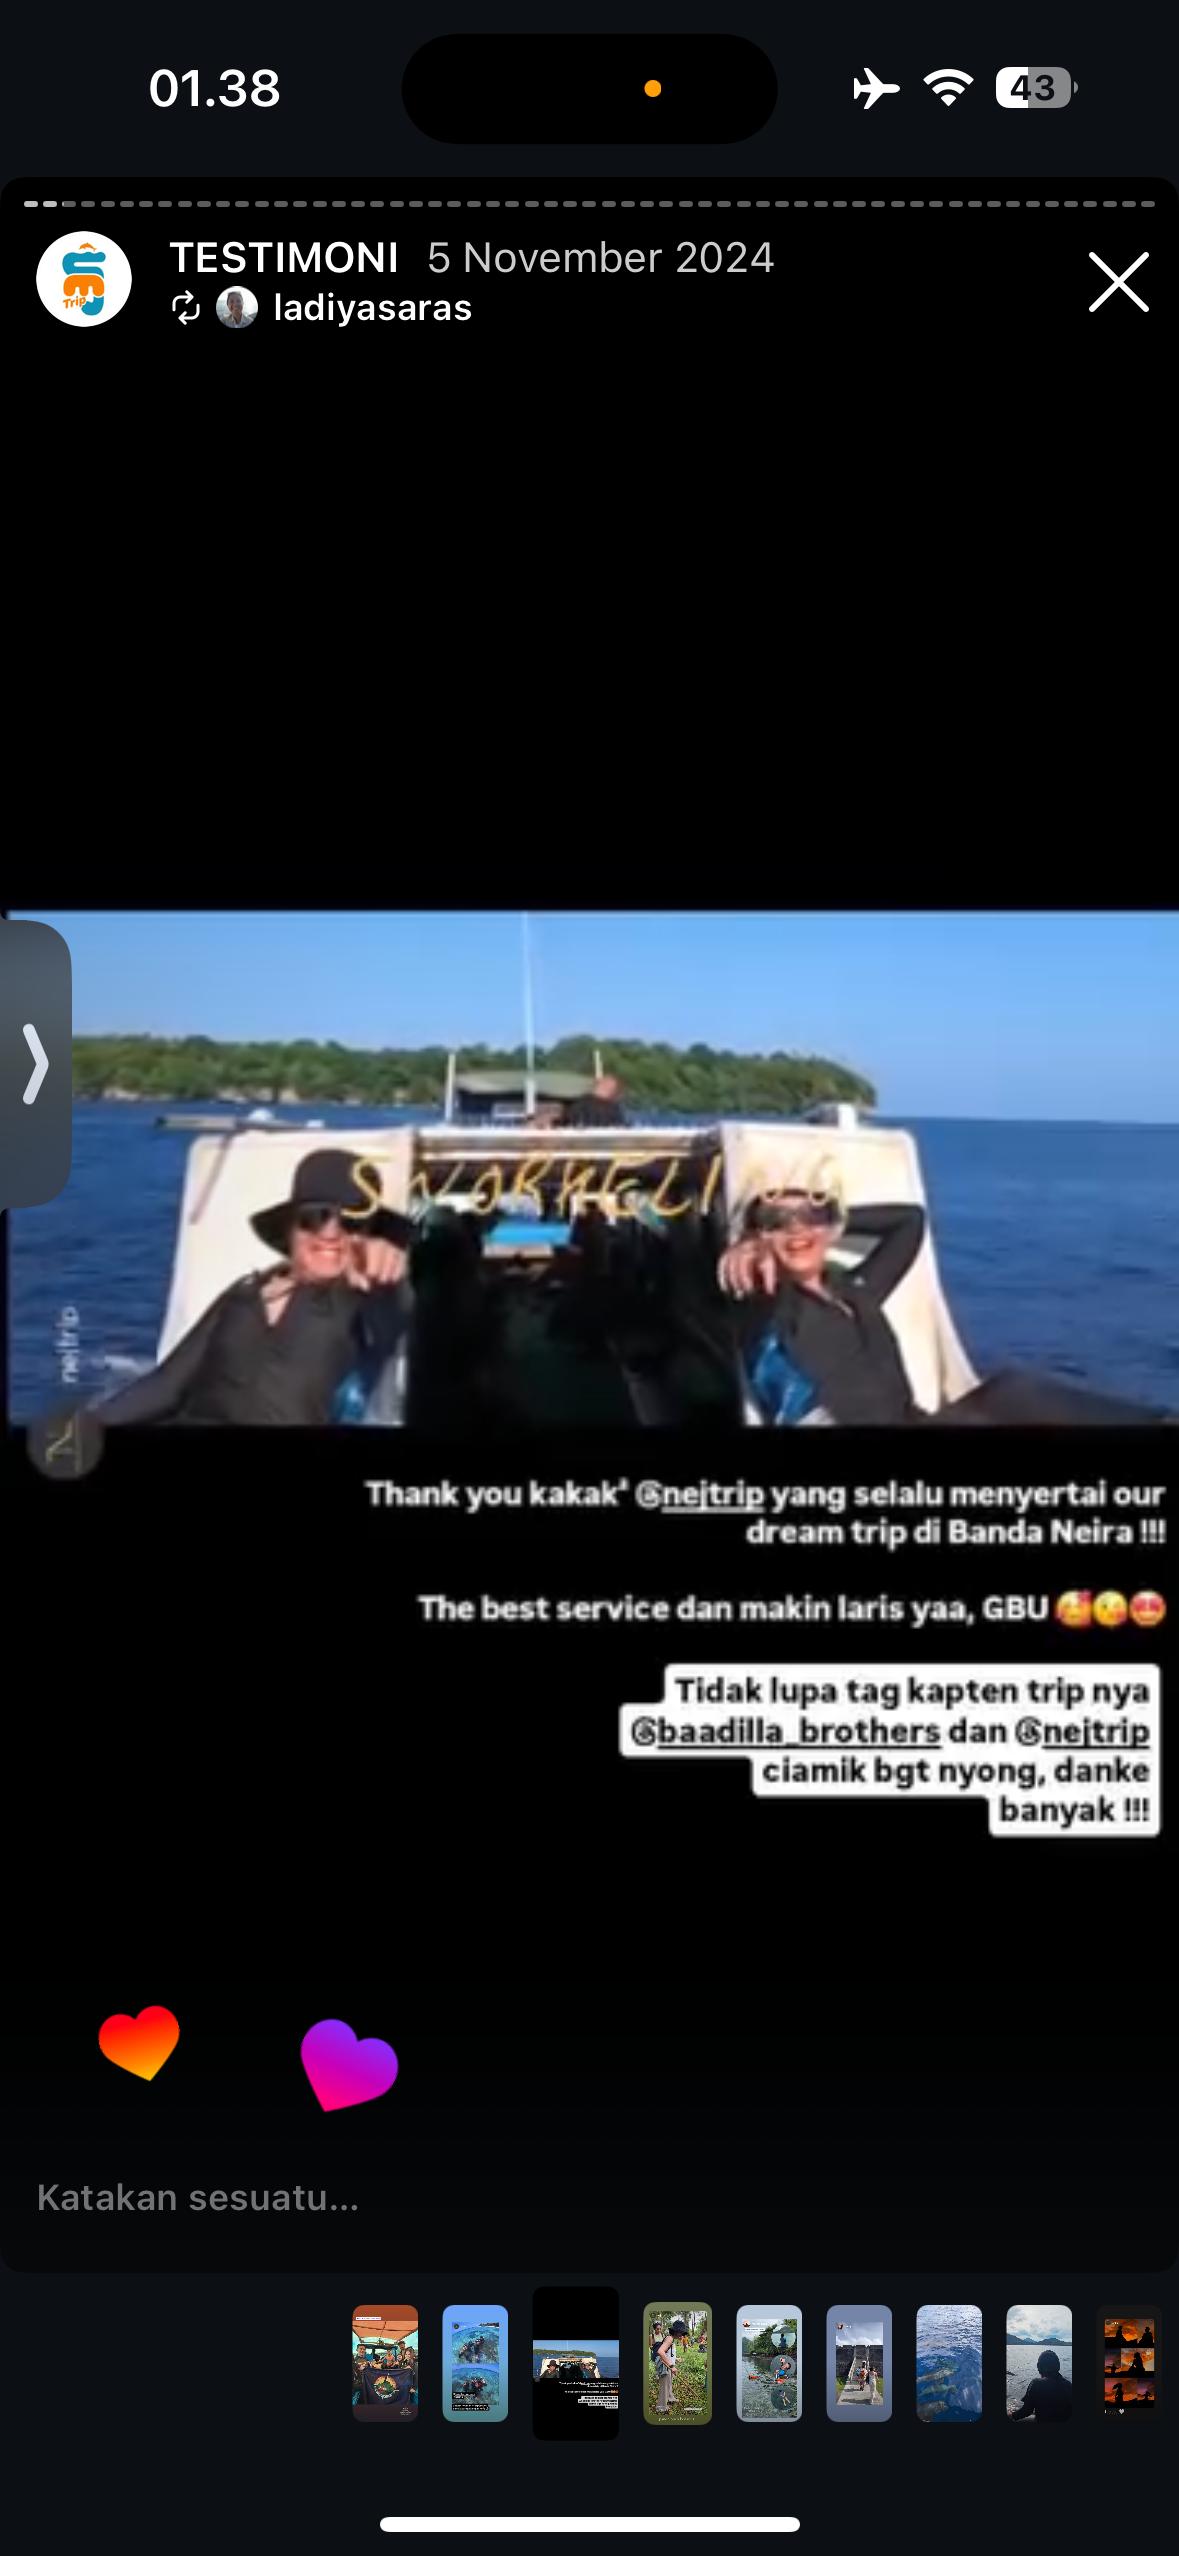 01.38
43
TESTIMONI 5 November 2024
Trip
ladiyasaras
SNORKELING
nejtrip
Thank you kakak² @nejtrip yang selalu menyertai our
dream trip di Banda Neira !!!
The best service dan makin laris yaa, GBU 🥰😘🤩
Tidak lupa tag kapten trip nya
@baadilla_brothers dan @nejtrip
ciamik bgt nyong, danke
banyak !!!
Katakan sesuatu...